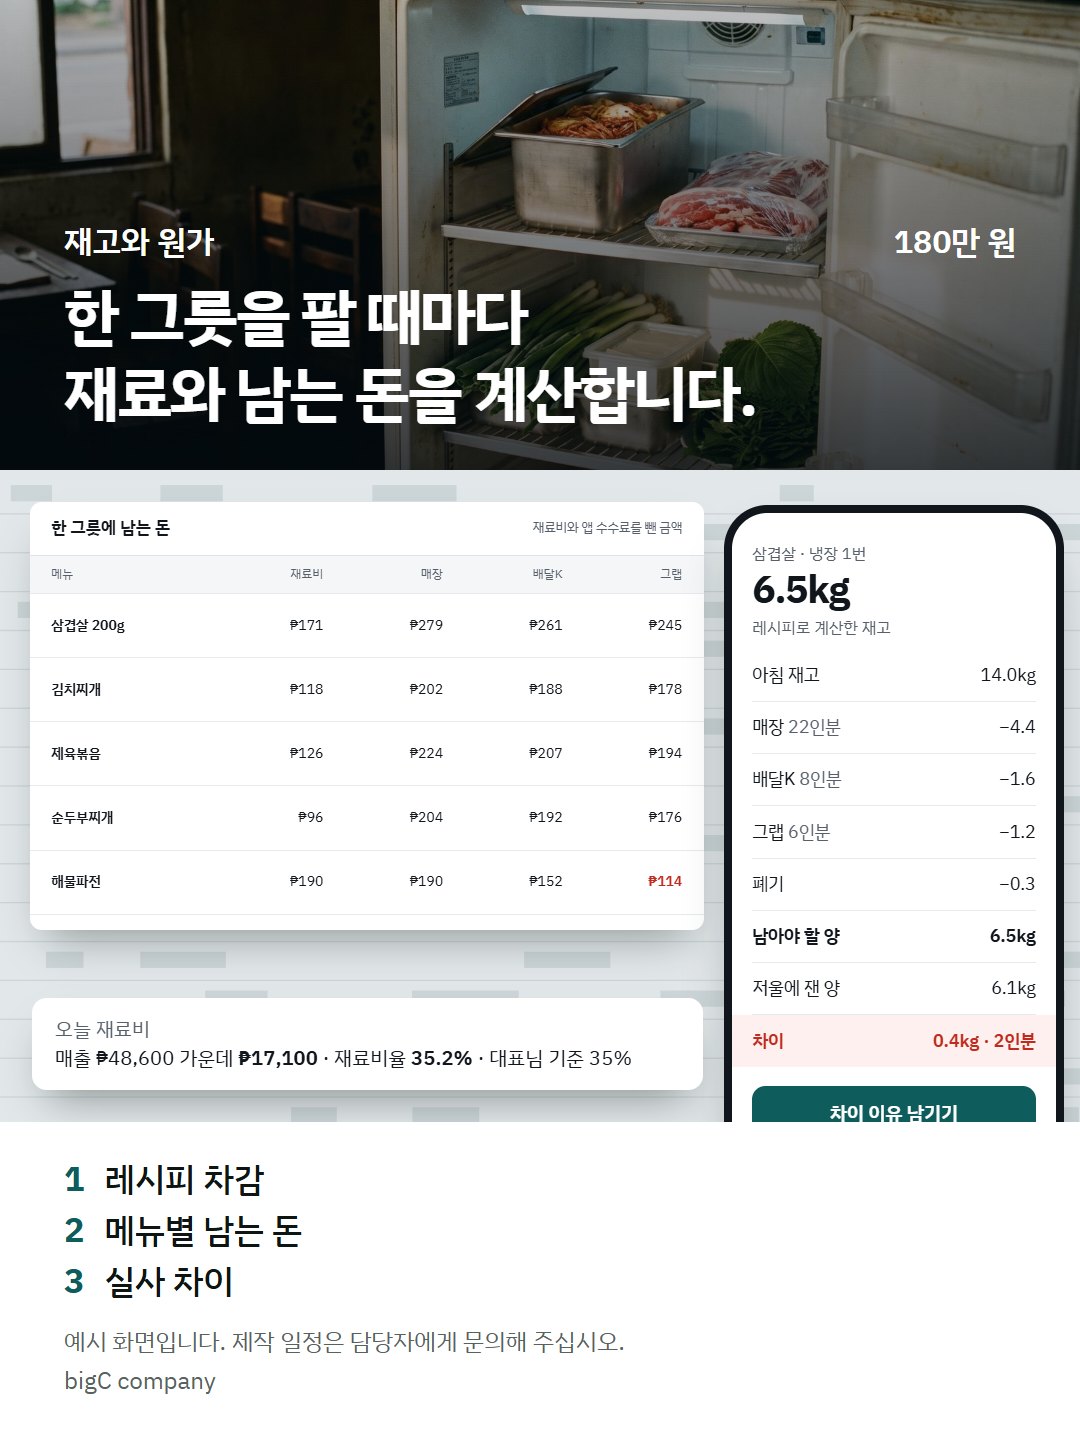 재고와 원가
180만 원
한 그릇을 팔 때마다
재료와 남는 돈을 계산합니다.
한 그릇에 남는 돈 재료비와 앱 수수료를 뺀 금액
메뉴 재료비 매장 배달K 그랩
삼겹살 200g ₱171 ₱279 ₱261 ₱245
김치찌개 ₱118 ₱202 ₱188 ₱178
제육볶음 ₱126 ₱224 ₱207 ₱194
순두부찌개 ₱96 ₱204 ₱192 ₱176
해물파전 ₱190 ₱190 ₱152 ₱114
오늘 재료비
매출 ₱48,600 가운데 ₱17,100 · 재료비율 35.2% · 대표님 기준 35%
삼겹살 · 냉장 1번
6.5kg
레시피로 계산한 재고
아침 재고 14.0kg
매장 22인분 −4.4
배달K 8인분 −1.6
그랩 6인분 −1.2
폐기 −0.3
남아야 할 양 6.5kg
저울에 잰 양 6.1kg
차이 0.4kg · 2인분
차이 이유 남기기
1 레시피 차감
2 메뉴별 남는 돈
3 실사 차이
예시 화면입니다. 제작 일정은 담당자에게 문의해 주십시오.
bigC company